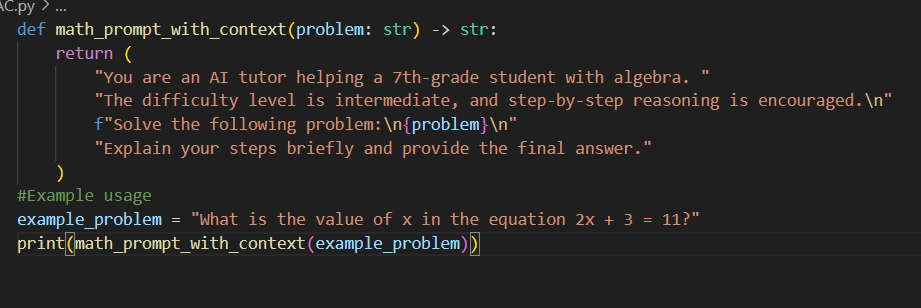 AC.py > ...
def math_prompt_with_context(problem: str) -> str:
    return (
        "You are an AI tutor helping a 7th-grade student with algebra. "
        "The difficulty level is intermediate, and step-by-step reasoning is encouraged.\n"
        f"Solve the following problem:\n{problem}\n"
        "Explain your steps briefly and provide the final answer."
    )
#Example usage
example_problem = "What is the value of x in the equation 2x + 3 = 11?"
print(math_prompt_with_context(example_problem))